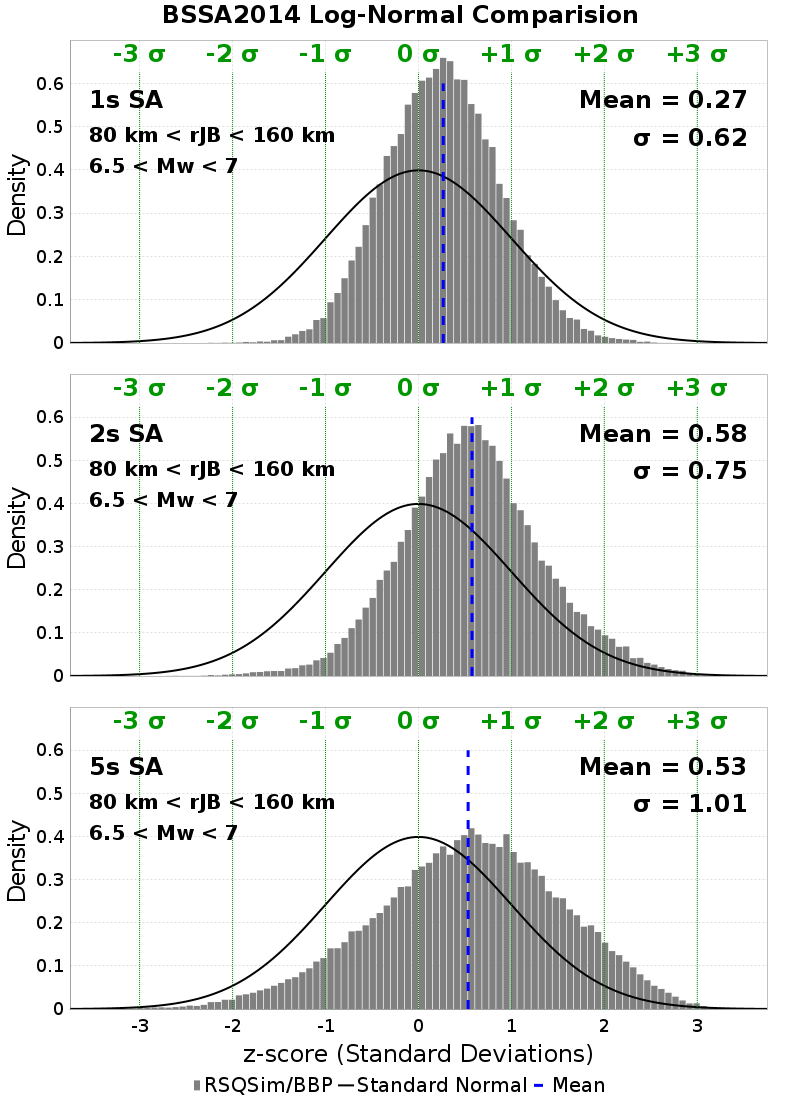 BSSA2014 Log-Normal Comparision
-3 σ -2 σ -1 σ 0 σ +1 σ +2 σ +3 σ
1s SA
80 km < rJB < 160 km
6.5 < Mw < 7
Mean = 0.27
σ = 0.62
Density
0.6
0.5
0.4
0.3
0.2
0.1
0
-3 σ -2 σ -1 σ 0 σ +1 σ +2 σ +3 σ
2s SA
80 km < rJB < 160 km
6.5 < Mw < 7
Mean = 0.58
σ = 0.75
Density
0.6
0.5
0.4
0.3
0.2
0.1
0
-3 σ -2 σ -1 σ 0 σ +1 σ +2 σ +3 σ
5s SA
80 km < rJB < 160 km
6.5 < Mw < 7
Mean = 0.53
σ = 1.01
Density
0.6
0.5
0.4
0.3
0.2
0.1
0
-3 -2 -1 0 1 2 3
z-score (Standard Deviations)
RSQSim/BBP Standard Normal Mean